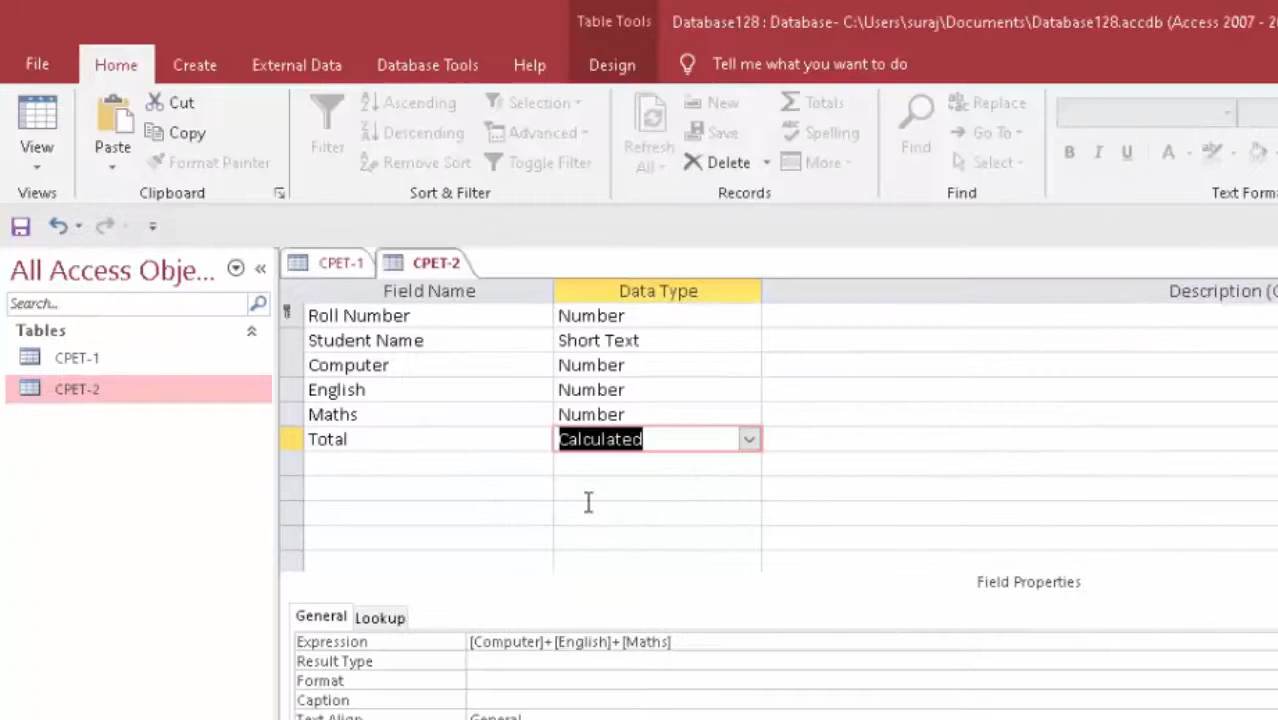 Table Tools
Database128 : Database- C:\Users\suraj\Documents\Database128.accdb (Access 2007 - 2
File Home Create External Data Database Tools Help Design Tell me what you want to do
View
Paste
Cut
Copy
Format Painter
Filter
Ascending
Descending
Remove Sort
Selection
Advanced
Toggle Filter
Refresh
All
New
Save
Delete
Totals
Spelling
More
Find
Replace
Go To
Select
B I U A
Views Clipboard Sort & Filter Records Find Text Forma
All Access Obje...
Search...
Tables
CPET-1
CPET-2
CPET-1 CPET-2
Field Name Data Type Description (O
Roll Number Number
Student Name Short Text
Computer Number
English Number
Maths Number
Total Calculated
Field Properties
General Lookup
Expression [Computer]+[English]+[Maths]
Result Type
Format
Caption
Text Align General